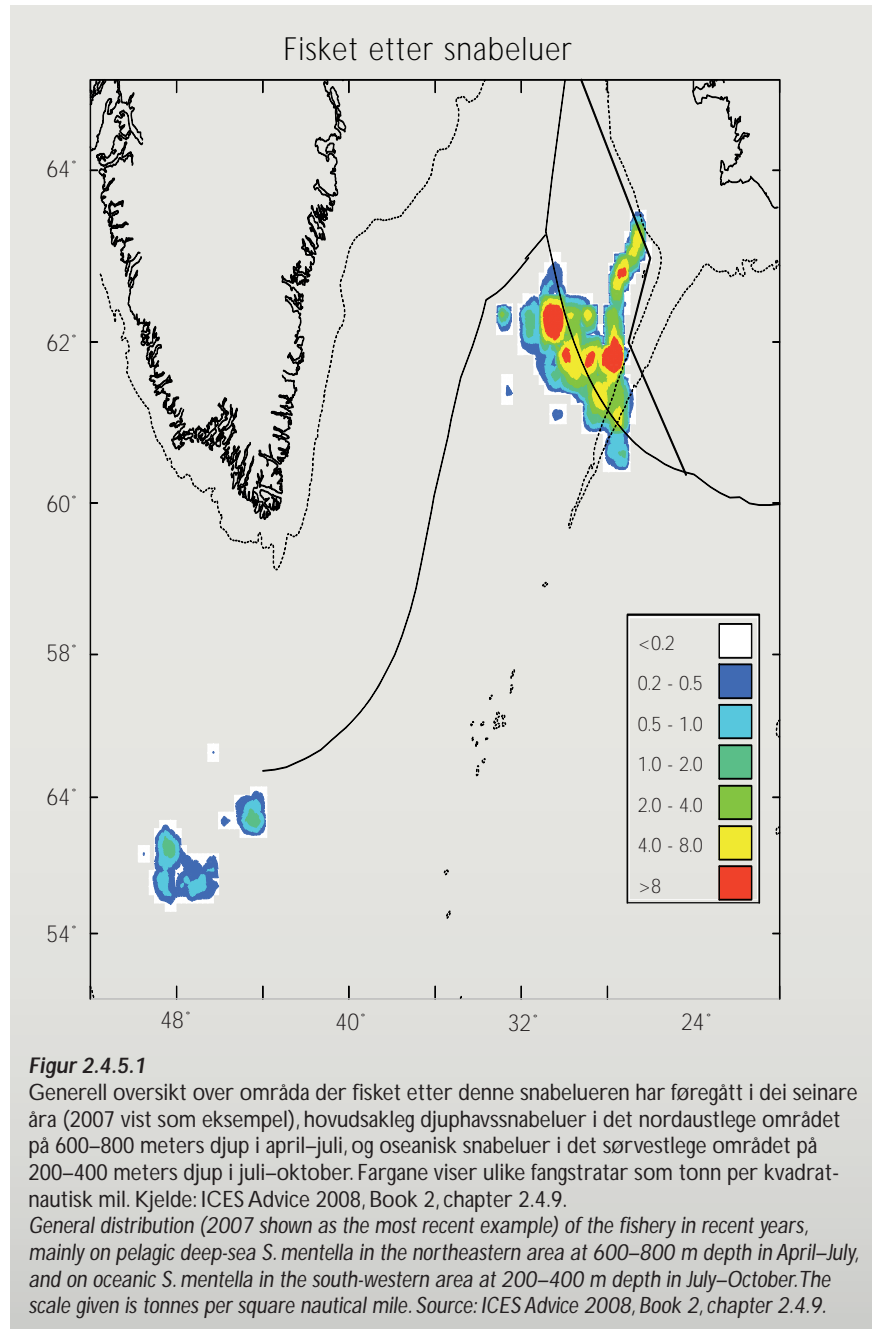 Fisket etter snabeluer
64°
62°
60°
58°
64°
54°
48°
40°
32°
24°
<0.2
0.2 - 0.5
0.5 - 1.0
1.0 - 2.0
2.0 - 4.0
4.0 - 8.0
>8
Figur 2.4.5.1
Generell oversikt over områda der fisket etter denne snabelueren har føregått i dei seinare
åra (2007 vist som eksempel), hovudsakleg djuphavssnabeluer i det nordaustlege området
på 600–800 meters djup i april–juli, og oseanisk snabeluer i det sørvestlege området på
200–400 meters djup i juli–oktober. Fargane viser ulike fangstratar som tonn per kvadrat-
nautisk mil. Kjelde: ICES Advice 2008, Book 2, chapter 2.4.9.
General distribution (2007 shown as the most recent example) of the fishery in recent years,
mainly on pelagic deep-sea S. mentella in the northeastern area at 600–800 m depth in April–July,
and on oceanic S. mentella in the south-western area at 200–400 m depth in July–October. The
scale given is tonnes per square nautical mile. Source: ICES Advice 2008, Book 2, chapter 2.4.9.